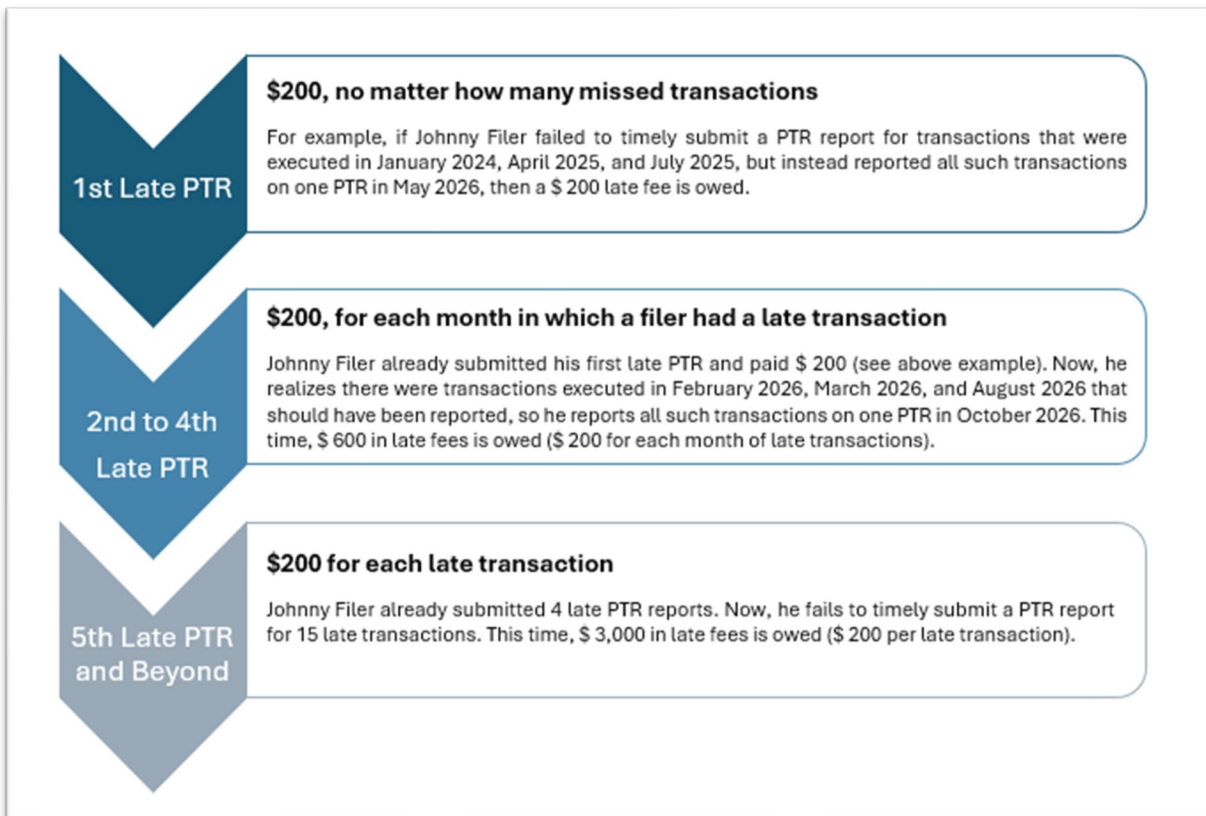 1st Late PTR
$200, no matter how many missed transactions
For example, if Johnny Filer failed to timely submit a PTR report for transactions that were
executed in January 2024, April 2025, and July 2025, but instead reported all such transactions
on one PTR in May 2026, then a $ 200 late fee is owed.
2nd to 4th
Late PTR
$200, for each month in which a filer had a late transaction
Johnny Filer already submitted his first late PTR and paid $ 200 (see above example). Now, he
realizes there were transactions executed in February 2026, March 2026, and August 2026 that
should have been reported, so he reports all such transactions on one PTR in October 2026. This
time, $ 600 in late fees is owed ($ 200 for each month of late transactions).
5th Late PTR
and Beyond
$200 for each late transaction
Johnny Filer already submitted 4 late PTR reports. Now, he fails to timely submit a PTR report
for 15 late transactions. This time, $ 3,000 in late fees is owed ($ 200 per late transaction).